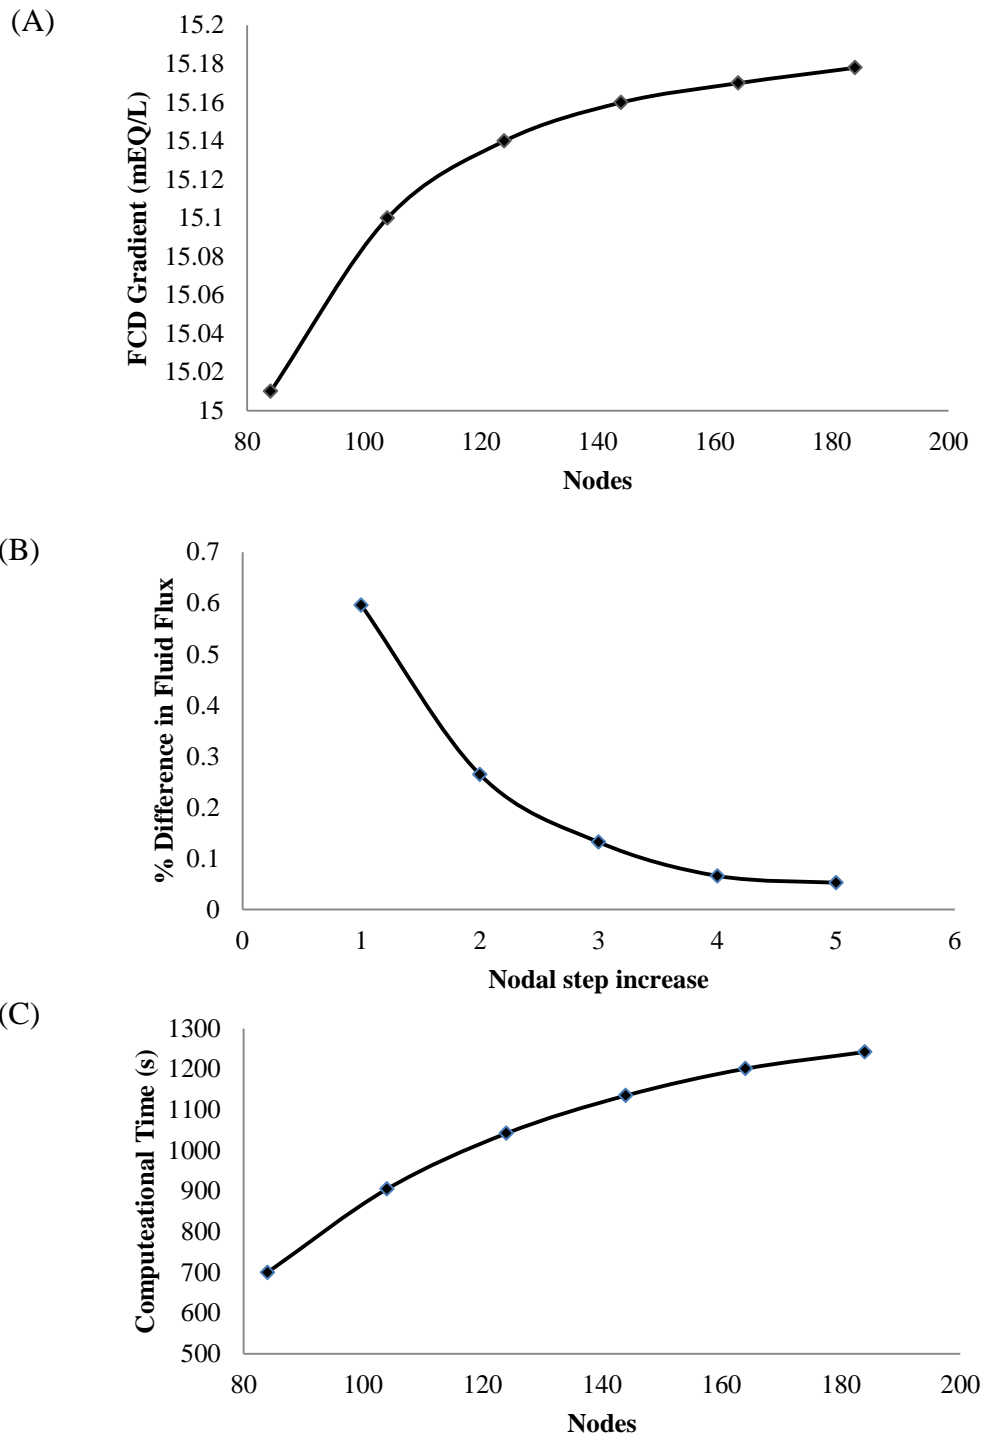 (A)
FCD Gradient (mEQ/L)
15.2
15.18
15.16
15.14
15.12
15.1
15.08
15.06
15.04
15.02
15
80 100 120 140 160 180 200
Nodes
(B)
% Difference in Fluid Flux
0.7
0.6
0.5
0.4
0.3
0.2
0.1
0
0 1 2 3 4 5 6
Nodal step increase
(C)
Computeational Time (s)
1300
1200
1100
1000
900
800
700
600
500
80 100 120 140 160 180 200
Nodes